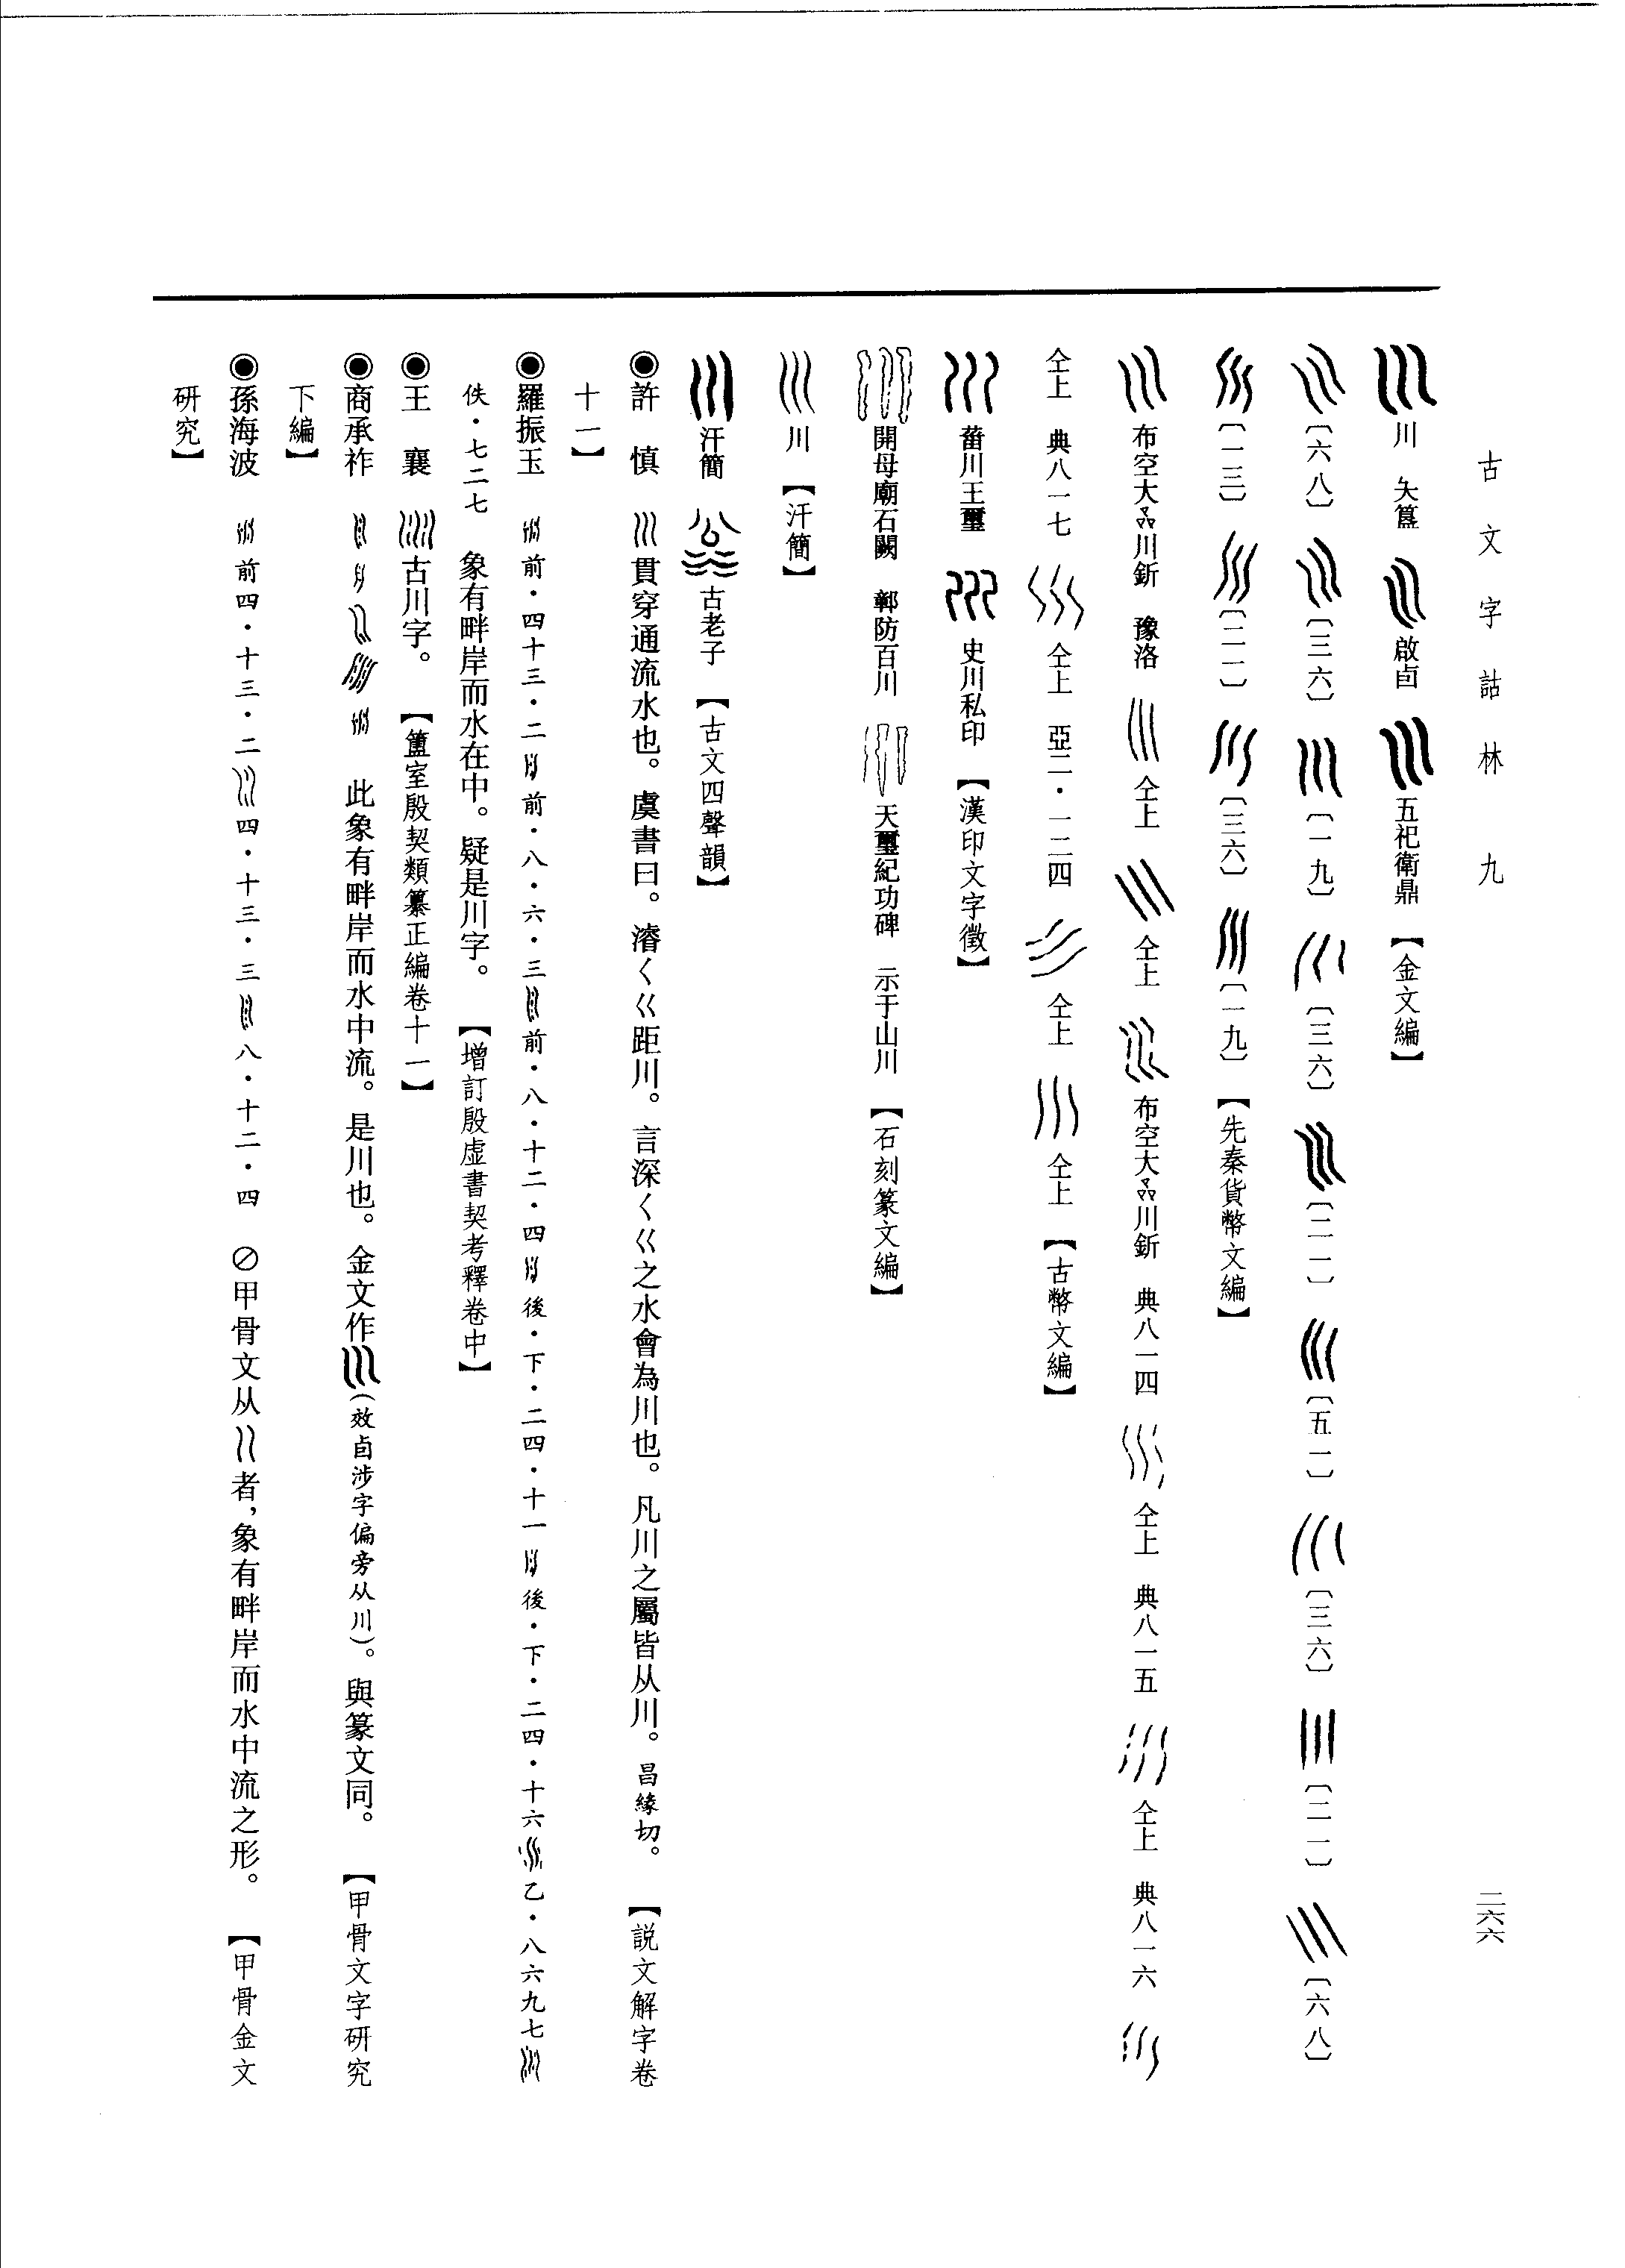 古文字詁林 九
二六六
川 夨簋 啟卣 五祀衛鼎 【金文編】
〔六八〕 〔三六〕 〔一九〕 〔三六〕 〔二一〕 〔五一〕 〔三六〕 〔二一〕 〔六八〕
〔一三〕 〔二二〕 〔三六〕 〔一九〕 【先秦貨幣文編】
布空大 川釿 豫洛 仝上 仝上 布空大 川釿 典八一四 仝上 典八一五 仝上 典八一六
仝上 典八一七 仝上 亞二·一二四 仝上 仝上 【古幣文編】
菑川王璽 史川私印 【漢印文字徵】
開母廟石闕 鄣防百川 天璽紀功碑 示于山川 【石刻篆文編】
川 【汗簡】
汗簡 古老子 【古文四聲韻】
◉許 慎 巛貫穿通流水也。虞書曰。濬〈巜距川。言深〈巜之水會為川也。凡川之屬皆从川。昌緣切。 【説文解字卷
十一】
◉羅振玉 前·四十三·二 前·八·六·三 前·八·十二·四 後·下·二四·十一 後·下·二四·十六 乙·八六九七
佚·七二七 象有畔岸而水在中。疑是川字。 【增訂殷虛書契考釋卷中】
◉王 襄 古川字。 【簠室殷契類纂正編卷十一】
◉商承祚 此象有畔岸而水中流。是川也。金文作(效卣涉字偏旁从川)。與篆文同。 【甲骨文字研究
下編】
◉孫海波 前四·十三·二 四·十三·三 八·十二·四 ⊘甲骨文从者,象有畔岸而水中流之形。 【甲骨金文
研究】